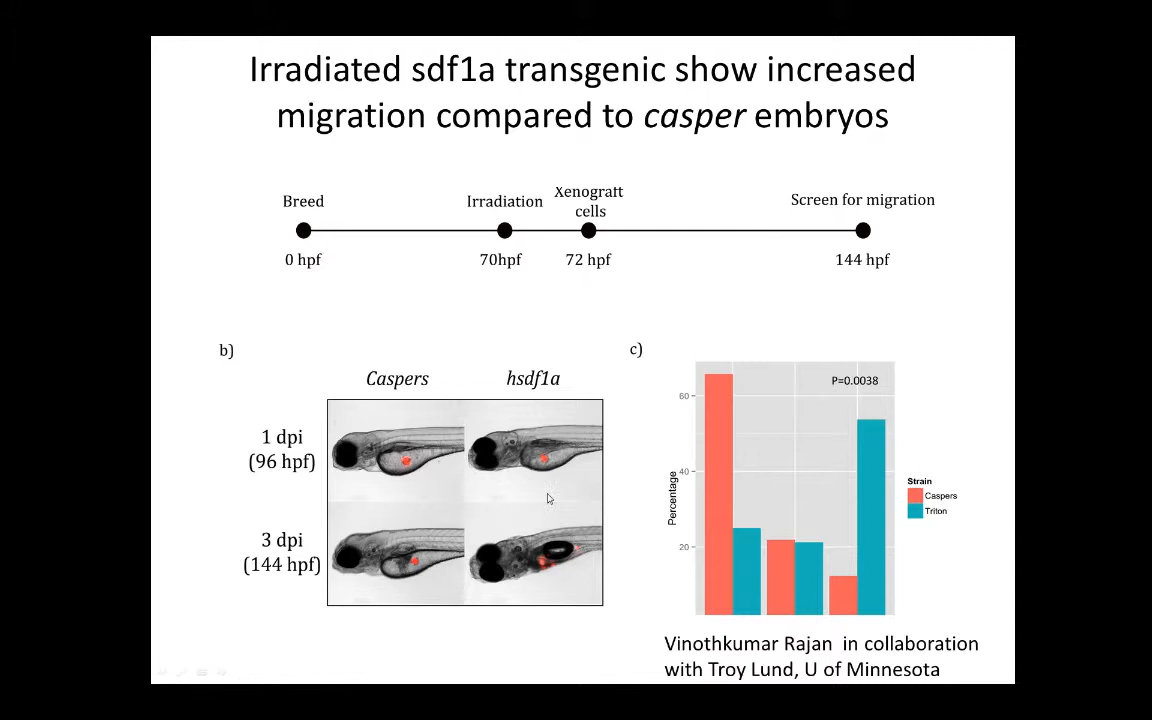 Irradiated sdf1a transgenic show increased
migration compared to casper embryos
Breed
Irradiation
Xenograft
cells
Screen for migration
0 hpf
70hpf
72 hpf
144 hpf
b)
Caspers
hsdf1a
1 dpi
(96 hpf)
3 dpi
(144 hpf)
c)
P=0.0038
60
40
20
Percentage
Strain
Caspers
Triton
Vinothkumar Rajan in collaboration
with Troy Lund, U of Minnesota